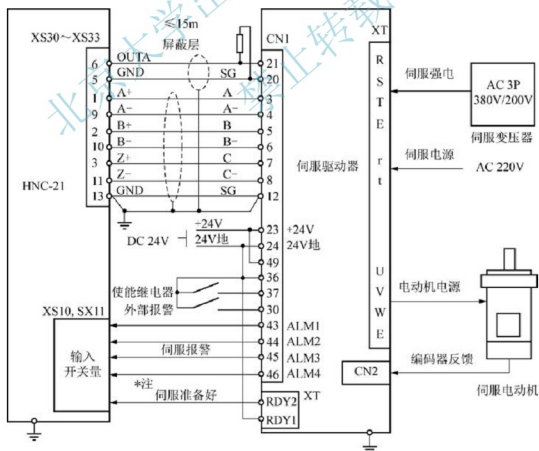 ≤15m
XS30～XS33
屏蔽层
CN1
XT
6 OUTA 21
5 GND SG 20
1 A+ A 3
9 A- A- 4
2 B+ B 5
10 B- B- 6
3 Z+ C 7
11 Z- C- 8
13 GND SG 12
HNC-21
伺服驱动器
R
S
T
E
r
t
伺服强电
AC 3P
380V/200V
伺服变压器
伺服电源
AC 220V
DC 24V
+24V 23 +24V
24V地 24 24V地
49
36
使能继电器 37
外部报警 30
XS10, SX11
43 ALM1
44 ALM2
伺服报警 45 ALM3
46 ALM4
输入
开关量
*注
伺服准备好
RDY2
RDY1
XT
U
V
W
E
电动机电源
CN2
编码器反馈
伺服电动机
禁止转载